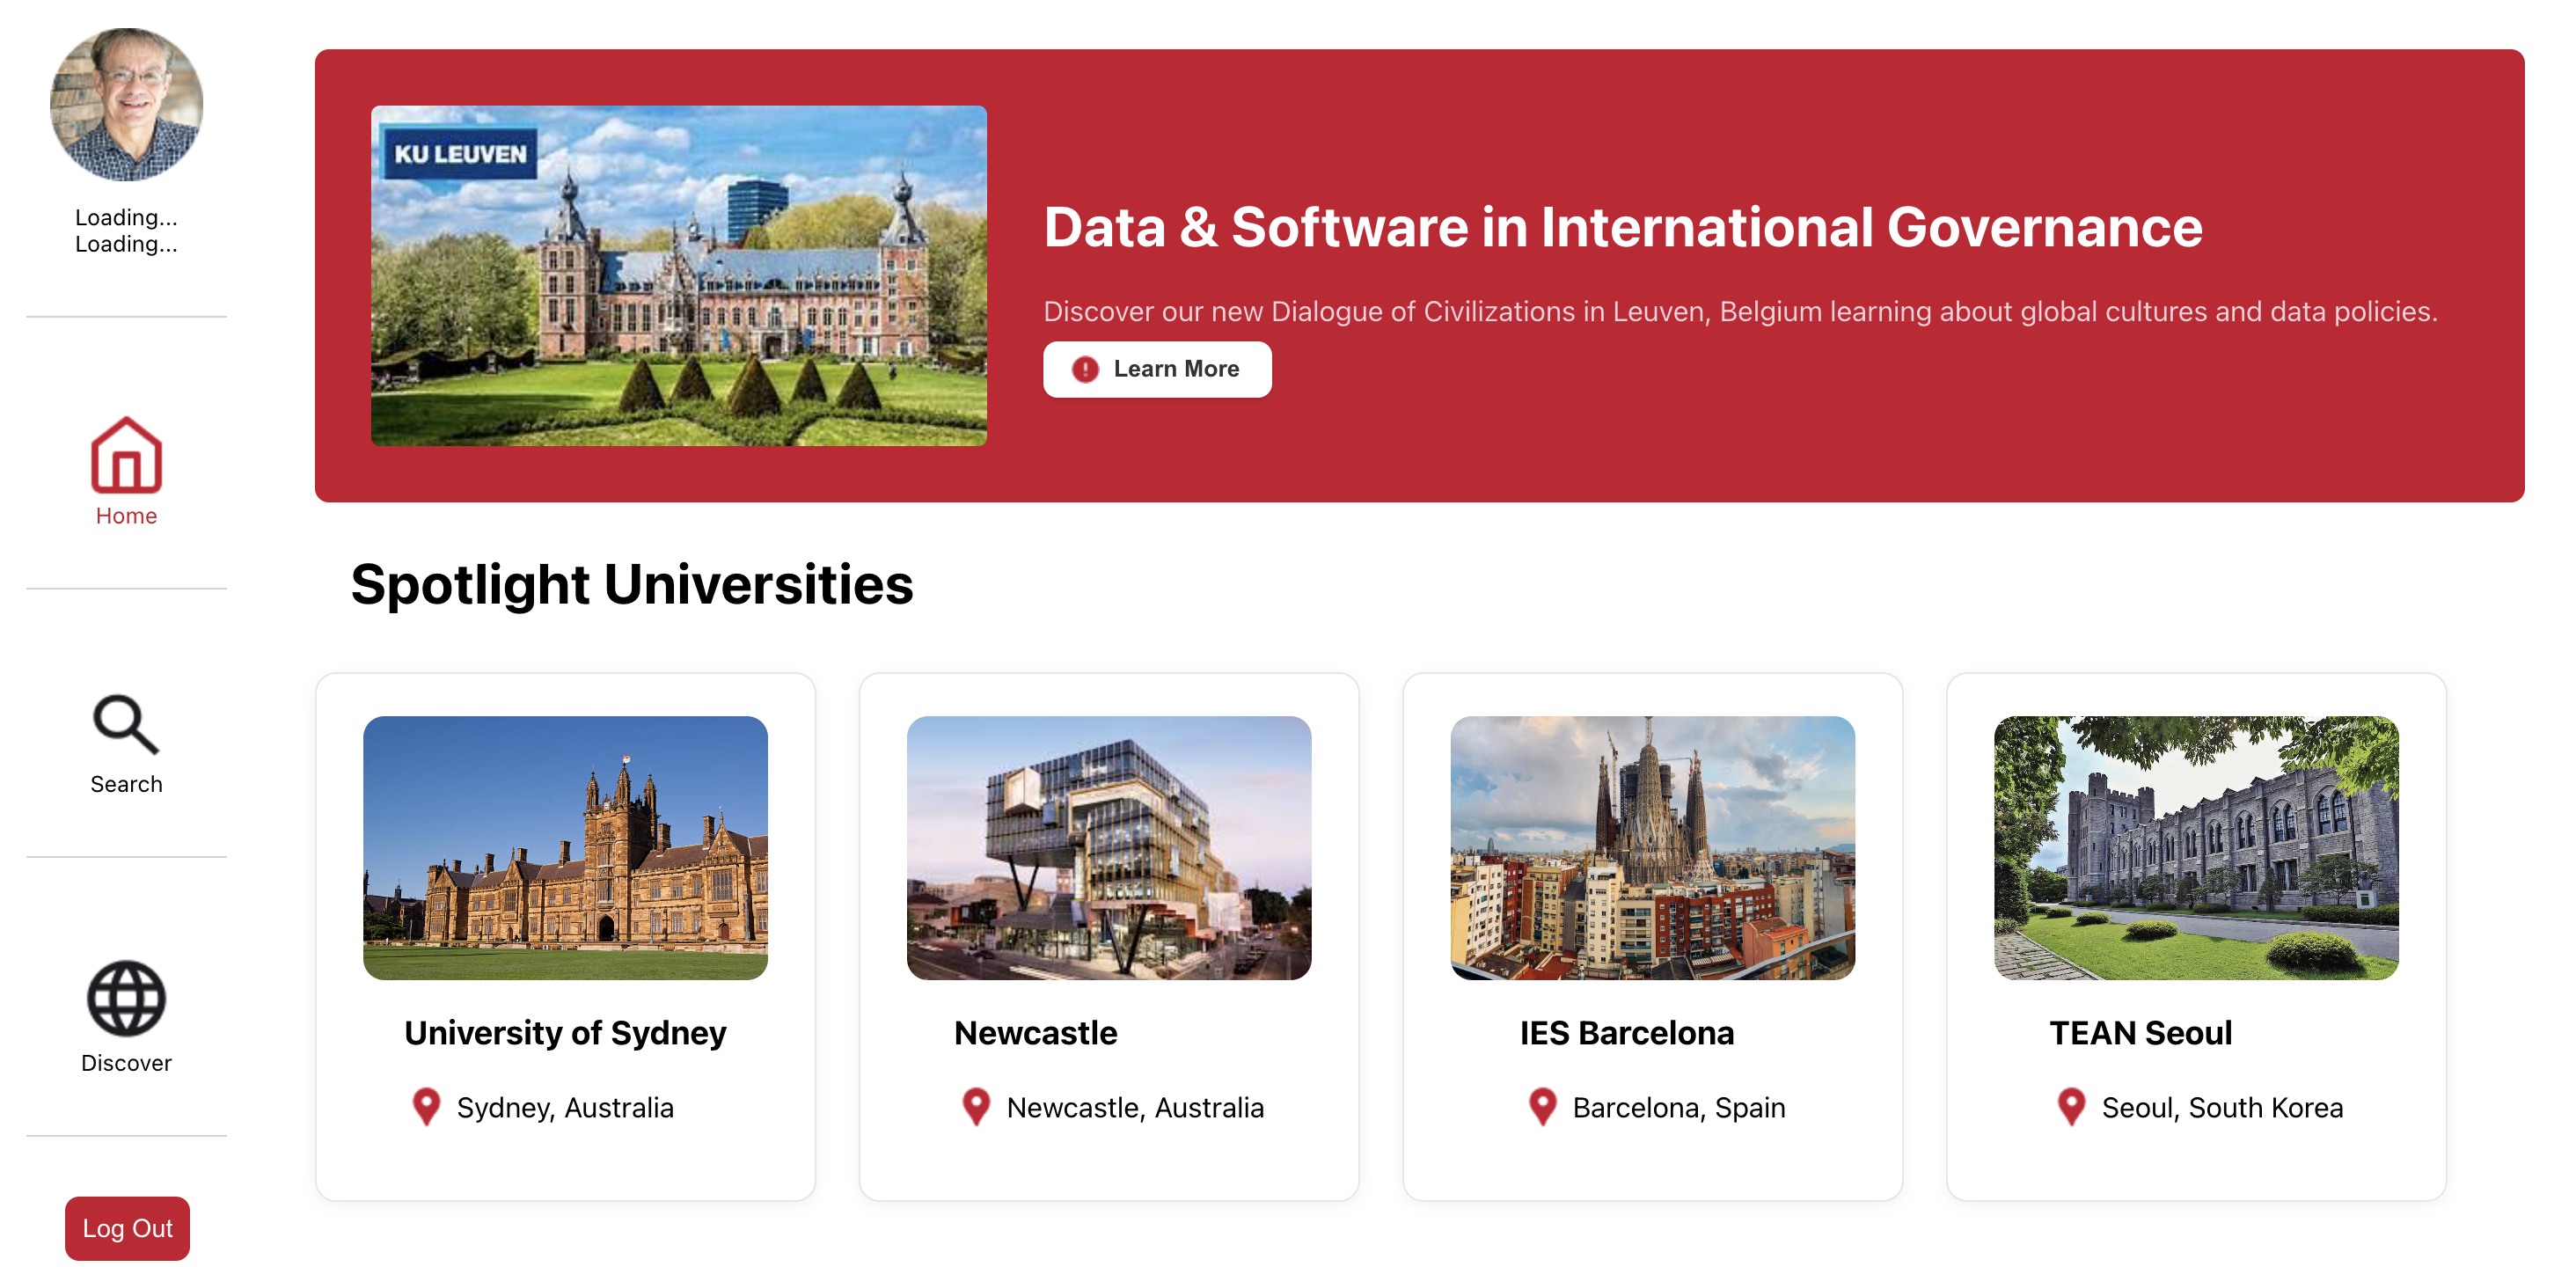 Loading...
Loading...
Home
Search
Discover
Log Out
KU LEUVEN
Data & Software in International Governance
Discover our new Dialogue of Civilizations in Leuven, Belgium learning about global cultures and data policies.
Learn More
Spotlight Universities
University of Sydney
Sydney, Australia
Newcastle
Newcastle, Australia
IES Barcelona
Barcelona, Spain
TEAN Seoul
Seoul, South Korea